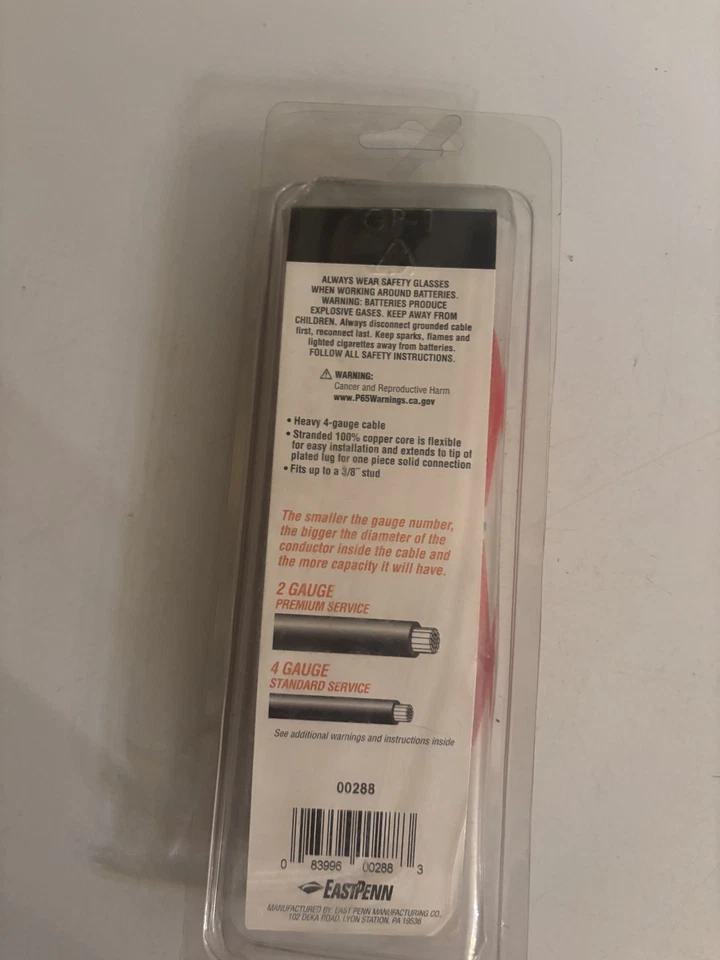 GP-1
ALWAYS WEAR SAFETY GLASSES
WHEN WORKING AROUND BATTERIES.
WARNING: BATTERIES PRODUCE
EXPLOSIVE GASES. KEEP AWAY FROM
CHILDREN. Always disconnect grounded cable
first, reconnect last. Keep sparks, flames and
lighted cigarettes away from batteries.
FOLLOW ALL SAFETY INSTRUCTIONS.
⚠ WARNING:
Cancer and Reproductive Harm
www.P65Warnings.ca.gov
• Heavy 4-gauge cable
• Stranded 100% copper core is flexible
for easy installation and extends to tip of
plated lug for one piece solid connection
• Fits up to a 3/8" stud
The smaller the gauge number,
the bigger the diameter of the
conductor inside the cable and
the more capacity it will have.
2 GAUGE
PREMIUM SERVICE
4 GAUGE
STANDARD SERVICE
See additional warnings and instructions inside
00288
0 83996 00288 3
EASTPENN
MANUFACTURED BY: EAST PENN MANUFACTURING CO.
102 DEKA ROAD, LYON STATION, PA 19536